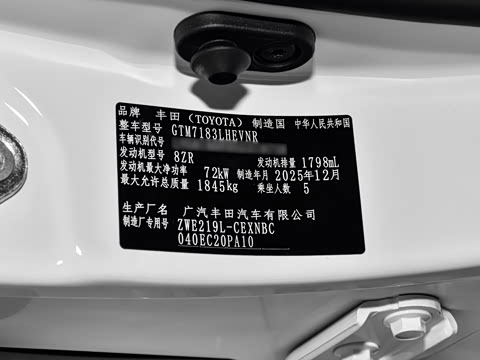 品牌 丰田（TOYOTA）制造国 中华人民共和国
整车型号 GTM7183LHEVNR
车辆识别代号
发动机型号 8ZR 发动机排量 1798mL
发动机最大净功率 72kW 制造年月 2025年12月
最大允许总质量 1845kg 乘坐人数 5
生产厂名 广汽丰田汽车有限公司
制造厂专用号 ZWE219L-CEXNBC
040EC20PA10